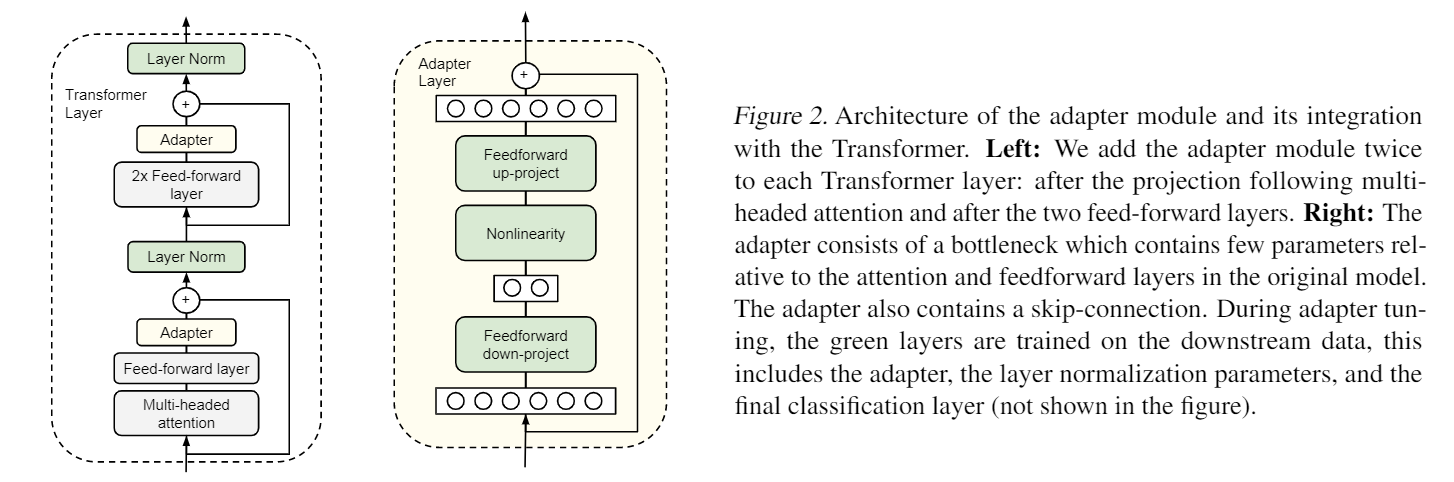 Layer Norm
Transformer
Layer
+
Adapter
2x Feed-forward
layer
Layer Norm
+
Adapter
Feed-forward layer
Multi-headed
attention
Adapter
Layer
+
Feedforward
up-project
Nonlinearity
Feedforward
down-project
Figure 2. Architecture of the adapter module and its integration
with the Transformer. Left: We add the adapter module twice
to each Transformer layer: after the projection following multi-
headed attention and after the two feed-forward layers. Right: The
adapter consists of a bottleneck which contains few parameters rel-
ative to the attention and feedforward layers in the original model.
The adapter also contains a skip-connection. During adapter tun-
ing, the green layers are trained on the downstream data, this
includes the adapter, the layer normalization parameters, and the
final classification layer (not shown in the figure).